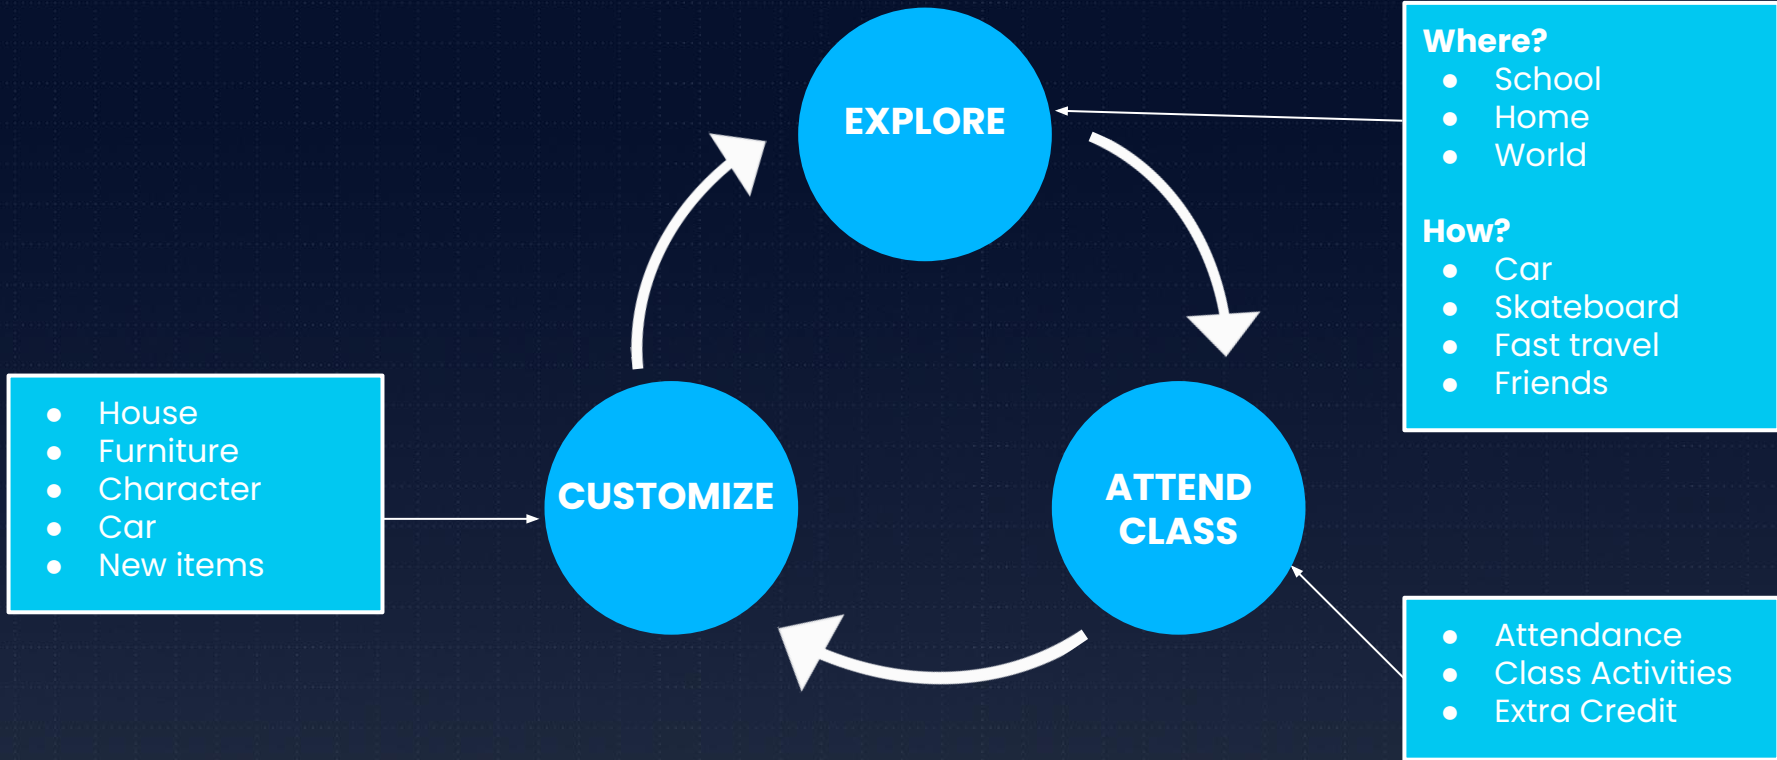 EXPLORE
Where?
● School
● Home
● World
How?
● Car
● Skateboard
● Fast travel
● Friends
● House
● Furniture
● Character
● Car
● New items
CUSTOMIZE
ATTEND
CLASS
● Attendance
● Class Activities
● Extra Credit